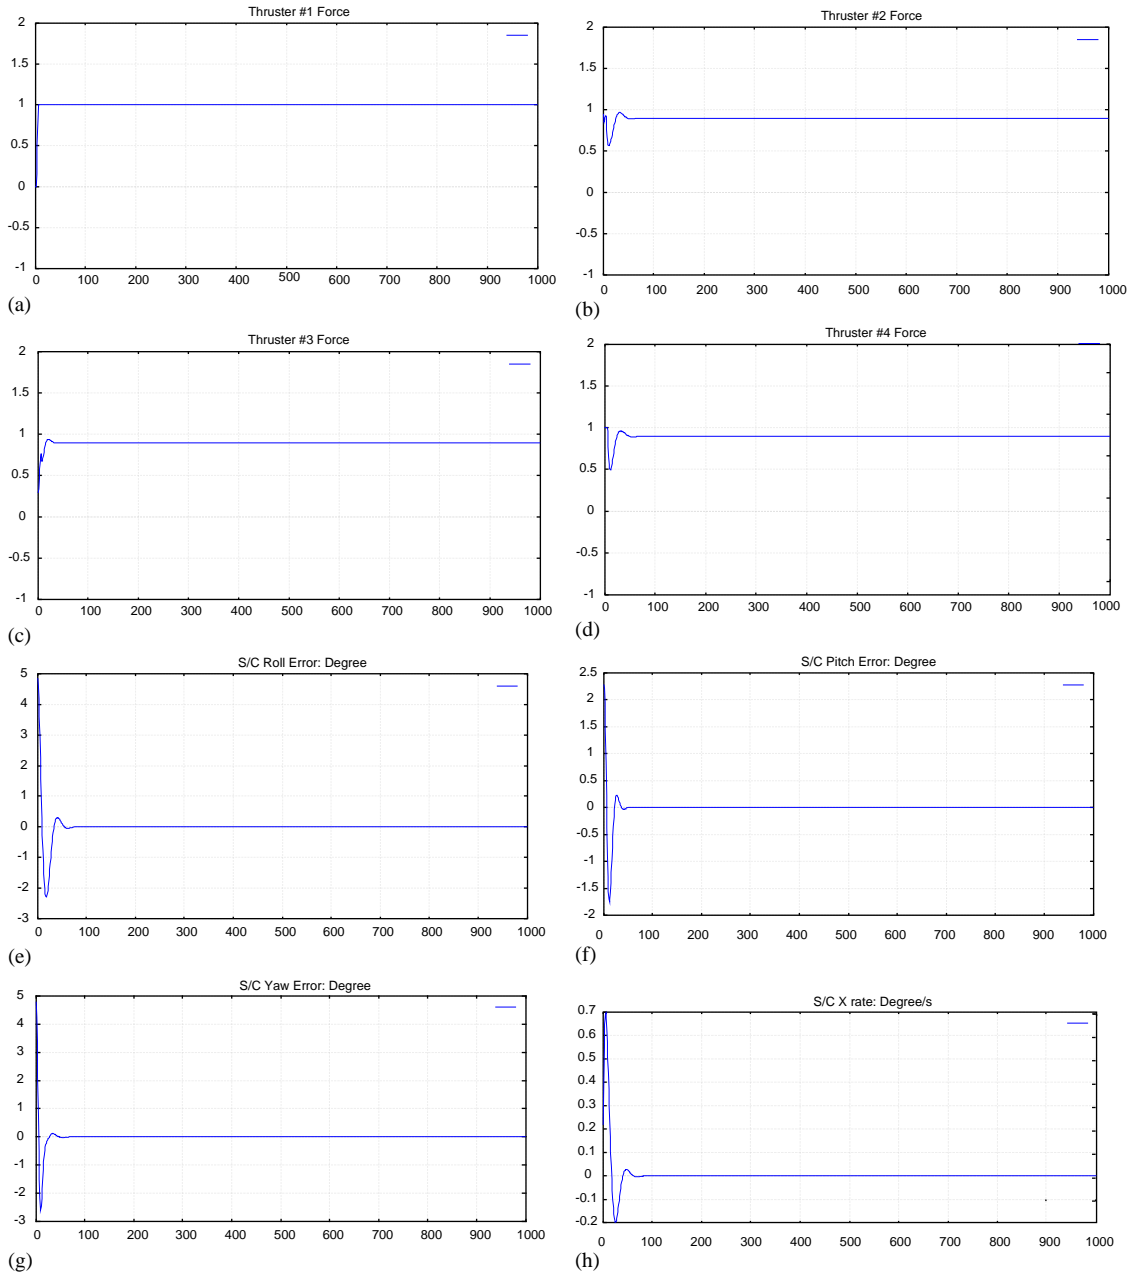 Thruster #1 Force
2
1.5
1
0.5
0
-0.5
-1
0 100 200 300 400 500 600 700 800 900 1000
(a)
Thruster #2 Force
2
1.5
1
0.5
0
-0.5
-1
0 100 200 300 400 500 600 700 800 900 1000
(b)
Thruster #3 Force
2
1.5
1
0.5
0
-0.5
-1
0 100 200 300 400 500 600 700 800 900 1000
(c)
Thruster #4 Force
2
1.5
1
0.5
0
-0.5
-1
0 100 200 300 400 500 600 700 800 900 1000
(d)
S/C Roll Error: Degree
5
4
3
2
1
0
-1
-2
-3
0 100 200 300 400 500 600 700 800 900 1000
(e)
S/C Pitch Error: Degree
2.5
2
1.5
1
0.5
0
-0.5
-1
-1.5
-2
0 100 200 300 400 500 600 700 800 900 1000
(f)
S/C Yaw Error: Degree
5
4
3
2
1
0
-1
-2
-3
0 100 200 300 400 500 600 700 800 900 1000
(g)
S/C X rate: Degree/s
0.7
0.6
0.5
0.4
0.3
0.2
0.1
0
-0.1
-0.2
0 100 200 300 400 500 600 700 800 900 1000
(h)